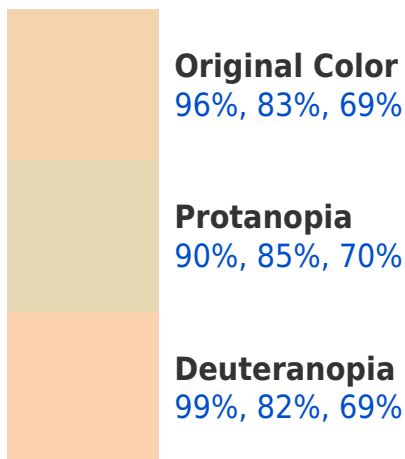 Original Color
96%, 83%, 69%
Protanopia
90%, 85%, 70%
Deuteranopia
99%, 82%, 69%